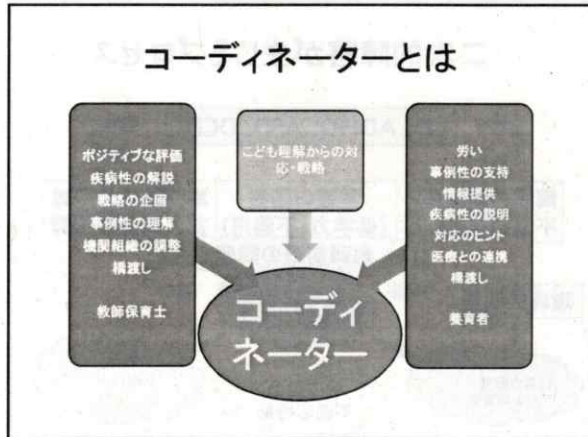 コーディネーターとは
ポジティブな評価
疾病性の解説
戦略の企画
事例性の理解
機関組織の調整
橋渡し
教師保育士
こども理解からの対
応・戦略
労い
事例性の支持
情報提供
疾病性の説明
対応のヒント
医療との連携
橋渡し
養育者
コーディ
ネーター